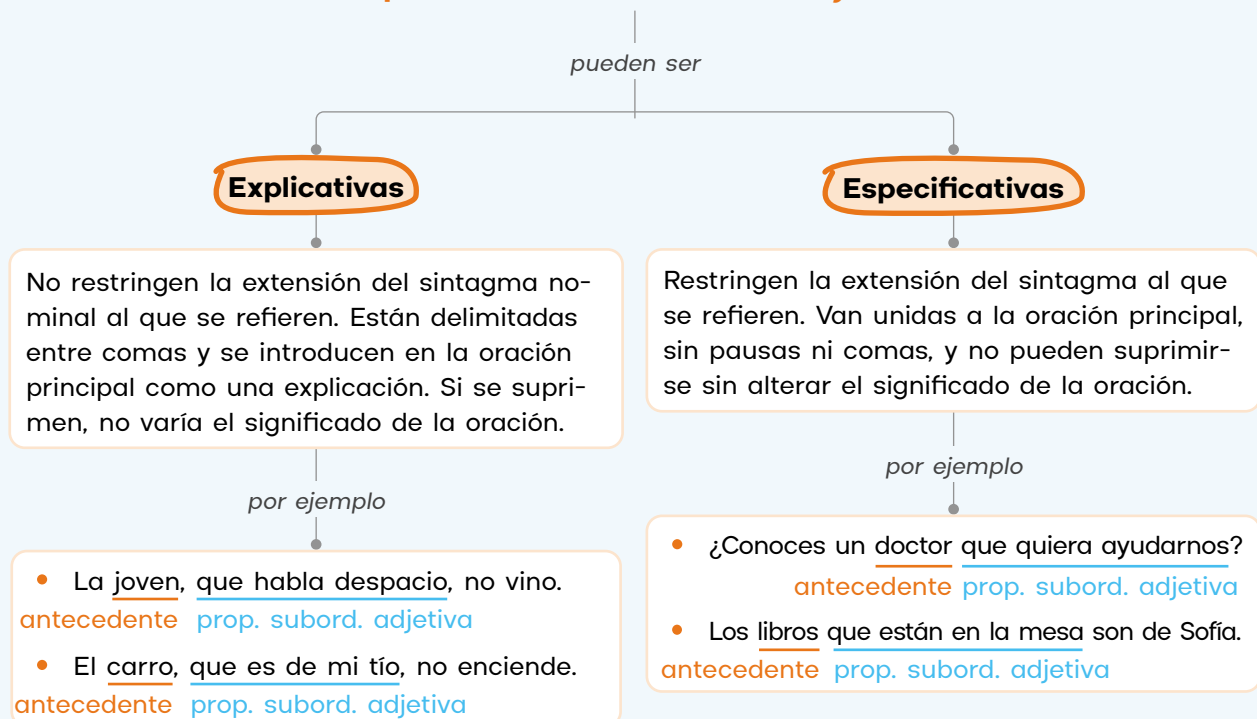 pueden ser
Explicativas
No restringen la extensión del sintagma no-
minal al que se refieren. Están delimitadas
entre comas y se introducen en la oración
principal como una explicación. Si se supri-
men, no varía el significado de la oración.
por ejemplo
• La joven, que habla despacio, no vino.
antecedente prop. subord. adjetiva
• El carro, que es de mi tío, no enciende.
antecedente prop. subord. adjetiva
Especificativas
Restringen la extensión del sintagma al que
se refieren. Van unidas a la oración principal,
sin pausas ni comas, y no pueden suprimir-
se sin alterar el significado de la oración.
por ejemplo
• ¿Conoces un doctor que quiera ayudarnos?
antecedente prop. subord. adjetiva
• Los libros que están en la mesa son de Sofía.
antecedente prop. subord. adjetiva